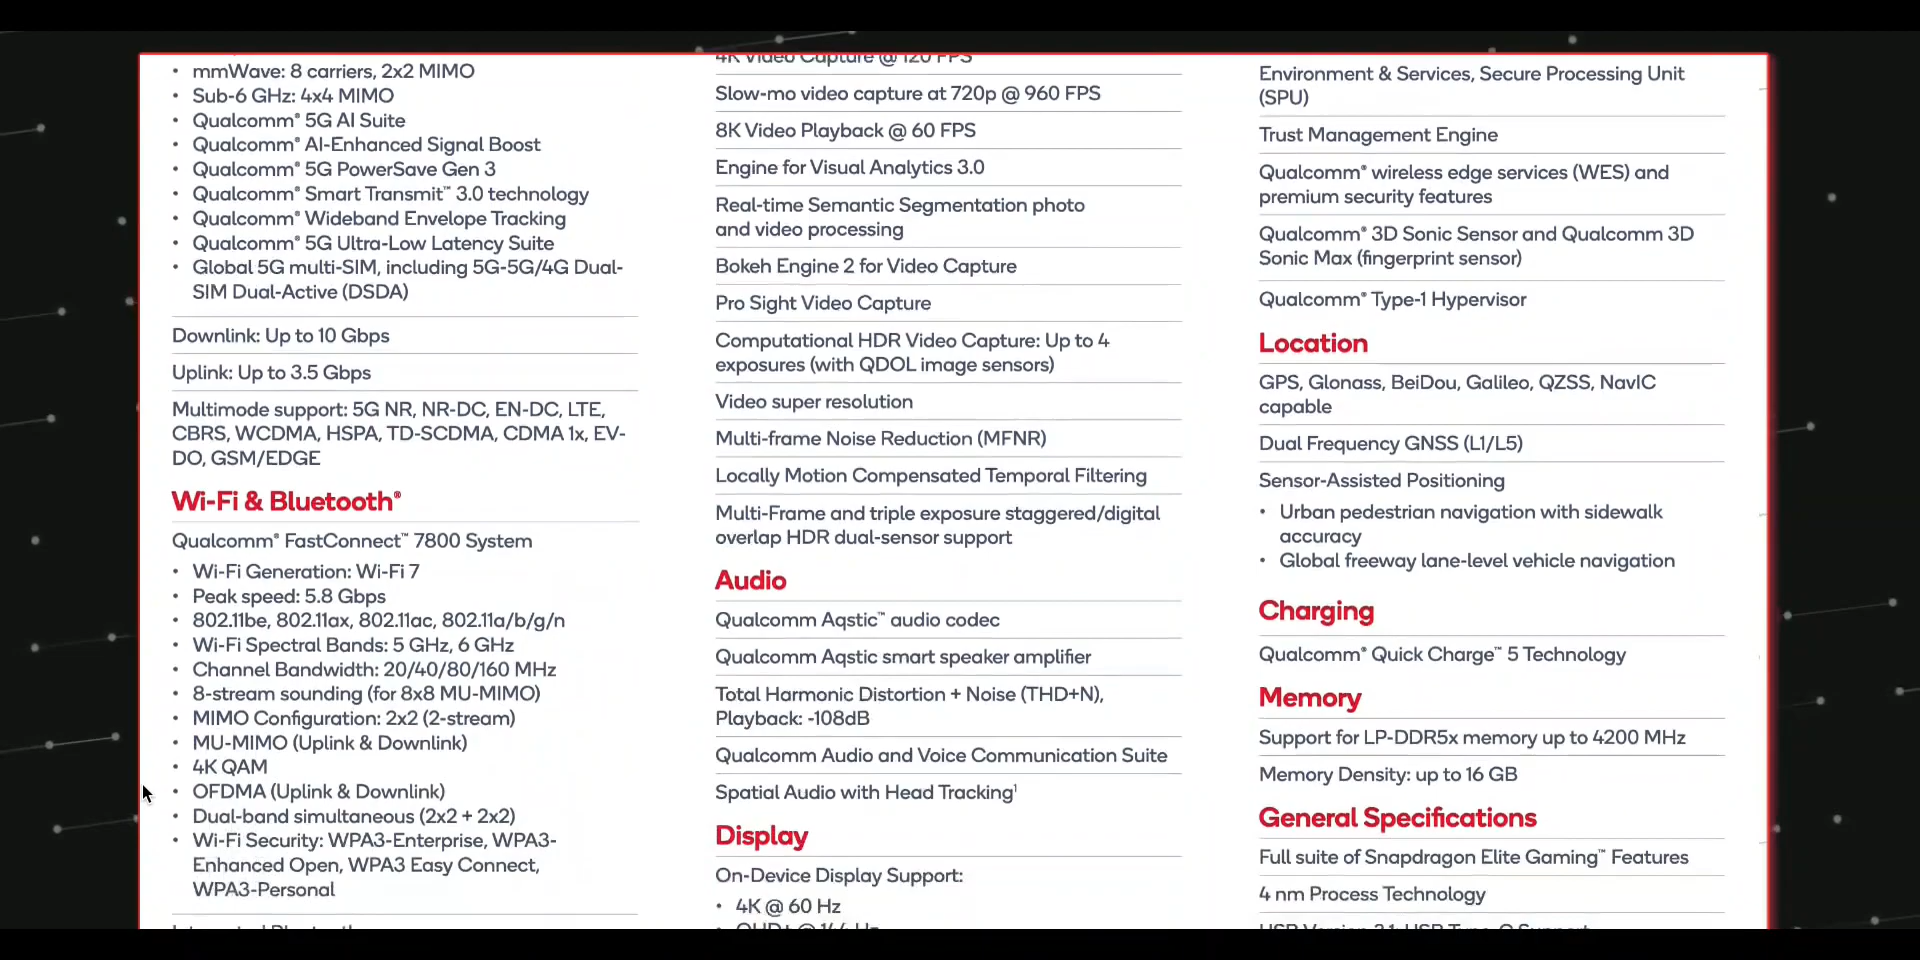 mmWave: 8 carriers, 2x2 MIMO
• Sub-6 GHz: 4x4 MIMO
• Qualcomm® 5G AI Suite
• Qualcomm® AI-Enhanced Signal Boost
• Qualcomm® 5G PowerSave Gen 3
• Qualcomm® Smart Transmit™ 3.0 technology
• Qualcomm® Wideband Envelope Tracking
• Qualcomm® 5G Ultra-Low Latency Suite
• Global 5G multi-SIM, including 5G-5G/4G Dual-
SIM Dual-Active (DSDA)
Downlink: Up to 10 Gbps
Uplink: Up to 3.5 Gbps
Multimode support: 5G NR, NR-DC, EN-DC, LTE,
CBRS, WCDMA, HSPA, TD-SCDMA, CDMA 1x, EV-
DO, GSM/EDGE
Wi-Fi & Bluetooth®
Qualcomm® FastConnect™ 7800 System
• Wi-Fi Generation: Wi-Fi 7
• Peak speed: 5.8 Gbps
• 802.11be, 802.11ax, 802.11ac, 802.11a/b/g/n
• Wi-Fi Spectral Bands: 5 GHz, 6 GHz
• Channel Bandwidth: 20/40/80/160 MHz
• 8-stream sounding (for 8x8 MU-MIMO)
• MIMO Configuration: 2x2 (2-stream)
• MU-MIMO (Uplink & Downlink)
• 4K QAM
• OFDMA (Uplink & Downlink)
• Dual-band simultaneous (2x2 + 2x2)
• Wi-Fi Security: WPA3-Enterprise, WPA3-
Enhanced Open, WPA3 Easy Connect,
WPA3-Personal
4K Video Capture @ 120 FPS
Slow-mo video capture at 720p @ 960 FPS
8K Video Playback @ 60 FPS
Engine for Visual Analytics 3.0
Real-time Semantic Segmentation photo
and video processing
Bokeh Engine 2 for Video Capture
Pro Sight Video Capture
Computational HDR Video Capture: Up to 4
exposures (with QDOL image sensors)
Video super resolution
Multi-frame Noise Reduction (MFNR)
Locally Motion Compensated Temporal Filtering
Multi-Frame and triple exposure staggered/digital
overlap HDR dual-sensor support
Audio
Qualcomm Aqstic™ audio codec
Qualcomm Aqstic smart speaker amplifier
Total Harmonic Distortion + Noise (THD+N),
Playback: -108dB
Qualcomm Audio and Voice Communication Suite
Spatial Audio with Head Tracking¹
Display
On-Device Display Support:
• 4K @ 60 Hz
Environment & Services, Secure Processing Unit
(SPU)
Trust Management Engine
Qualcomm® wireless edge services (WES) and
premium security features
Qualcomm® 3D Sonic Sensor and Qualcomm 3D
Sonic Max (fingerprint sensor)
Qualcomm® Type-1 Hypervisor
Location
GPS, Glonass, BeiDou, Galileo, QZSS, NavIC
capable
Dual Frequency GNSS (L1/L5)
Sensor-Assisted Positioning
• Urban pedestrian navigation with sidewalk
accuracy
• Global freeway lane-level vehicle navigation
Charging
Qualcomm® Quick Charge™ 5 Technology
Memory
Support for LP-DDR5x memory up to 4200 MHz
Memory Density: up to 16 GB
General Specifications
Full suite of Snapdragon Elite Gaming™ Features
4 nm Process Technology